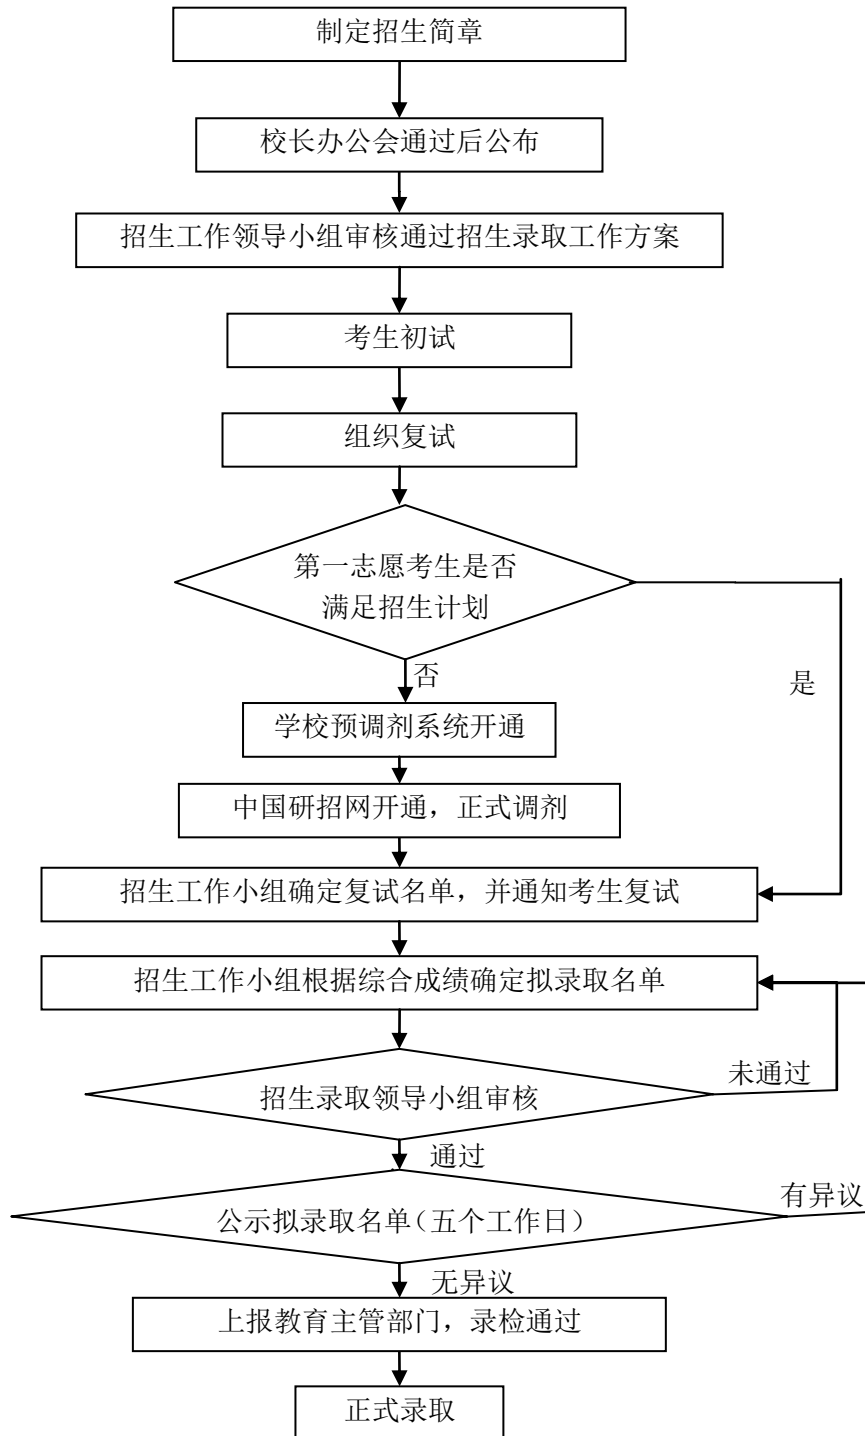 制定招生简章
校长办公会通过后公布
招生工作领导小组审核通过招生录取工作方案
考生初试
组织复试
第一志愿考生是否
满足招生计划
否
是
学校预调剂系统开通
中国研招网开通，正式调剂
招生工作小组确定复试名单，并通知考生复试
招生工作小组根据综合成绩确定拟录取名单
未通过
招生录取领导小组审核
通过
有异议
公示拟录取名单（五个工作日）
无异议
上报教育主管部门，录检通过
正式录取